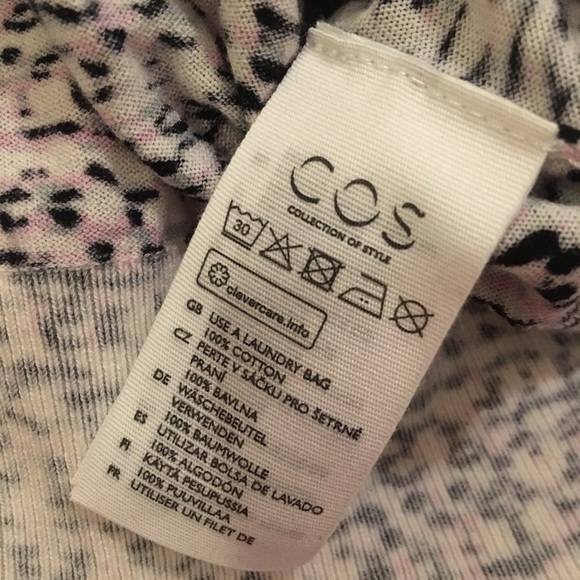 COS
COLLECTION OF STYLE
30
clevercare.info
GB USE A LAUNDRY BAG
100% COTTON
CZ PERTE V SÁČKU PRO ŠETRNÉ
PRANÍ
100% BAVLNA
DE WÄSCHEBEUTEL
VERWENDEN
100% BAUMWOLLE
ES UTILIZAR BOLSA DE LAVADO
100% ALGODÓN
FI KÄYTÄ PESUPUSSIA
100% PUUVILLAA
FR UTILISER UN FILET DE